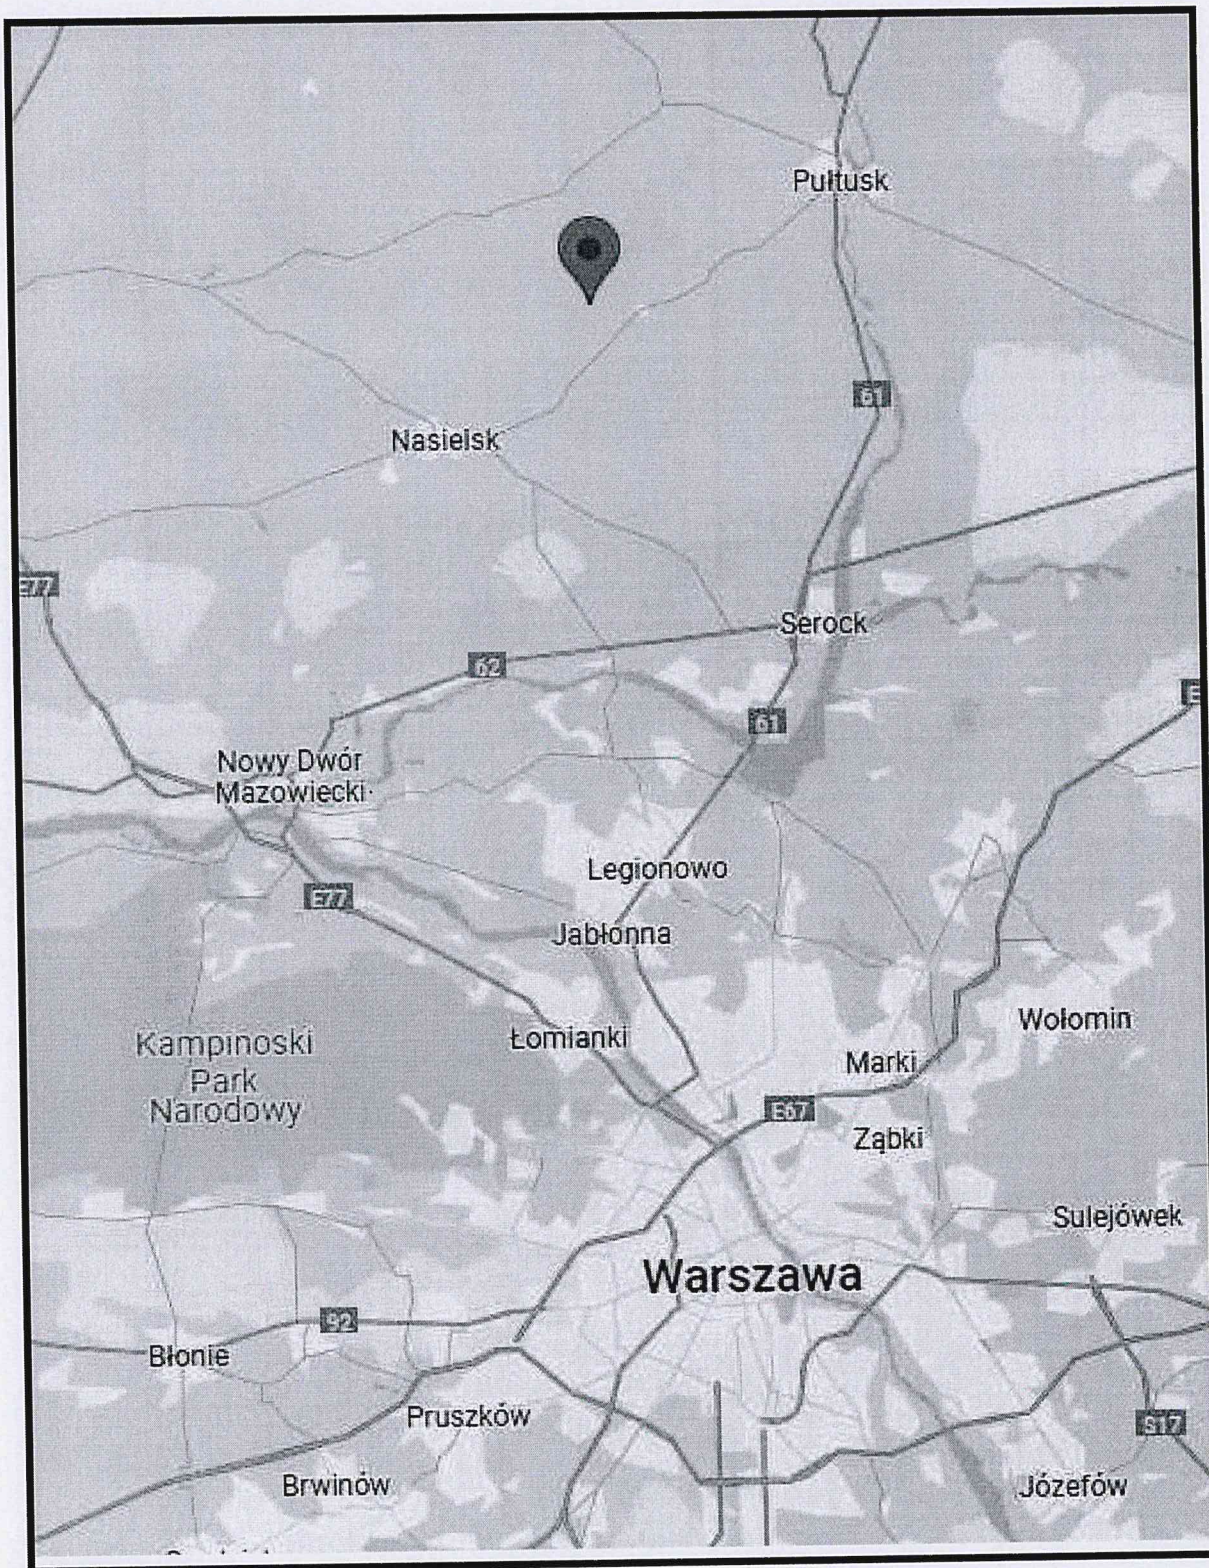 Pułtusk
61
Nasielsk
E77
Serock
62
61
E
Nowy Dwór
Mazowiecki
Legionowo
E77
Jabłonna
Wołomin
Łomianki
Kampinoski
Park
Narodowy
Marki
E67
Ząbki
Sulejówek
Warszawa
92
Błonie
Pruszków
S17
Brwinów
Józefów